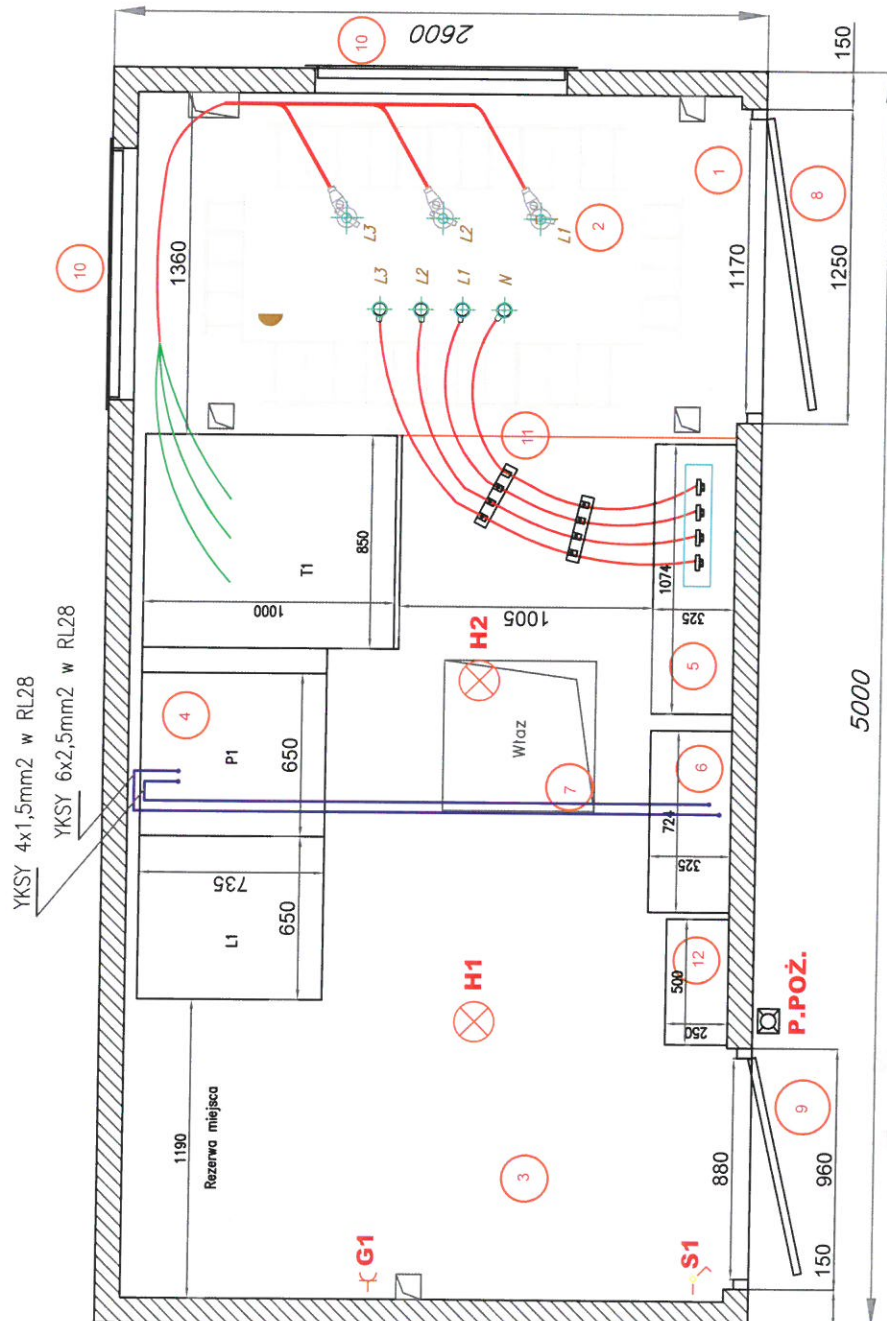 YKSY 4x1,5mm2 w RL28
YKSY 6x2,5mm2 w RL28
2600
10
150
10
1360
1
8
L3
L2
L1
2
L3
L2
L1
N
1170
1250
11
850
T1
1000
1005
1074
325
5
H2
Właz
7
4
P1
650
6
724
325
5000
735
L1
650
12
500
250
H1
P.POŻ.
1190
Rezerwa miejsca
3
880
9
960
G1
S1
150